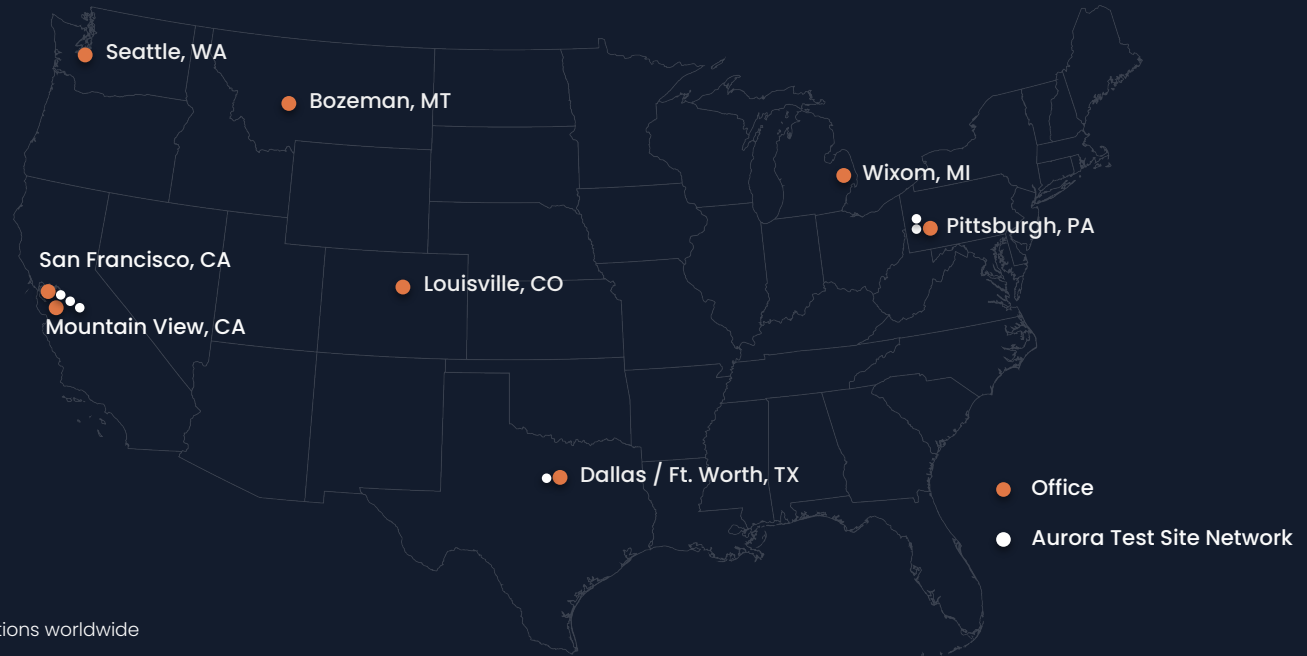 Seattle, WA
Bozeman, MT
Wixom, MI
Pittsburgh, PA
San Francisco, CA
Louisville, CO
Mountain View, CA
Dallas / Ft. Worth, TX
Office
Aurora Test Site Network
worldwide